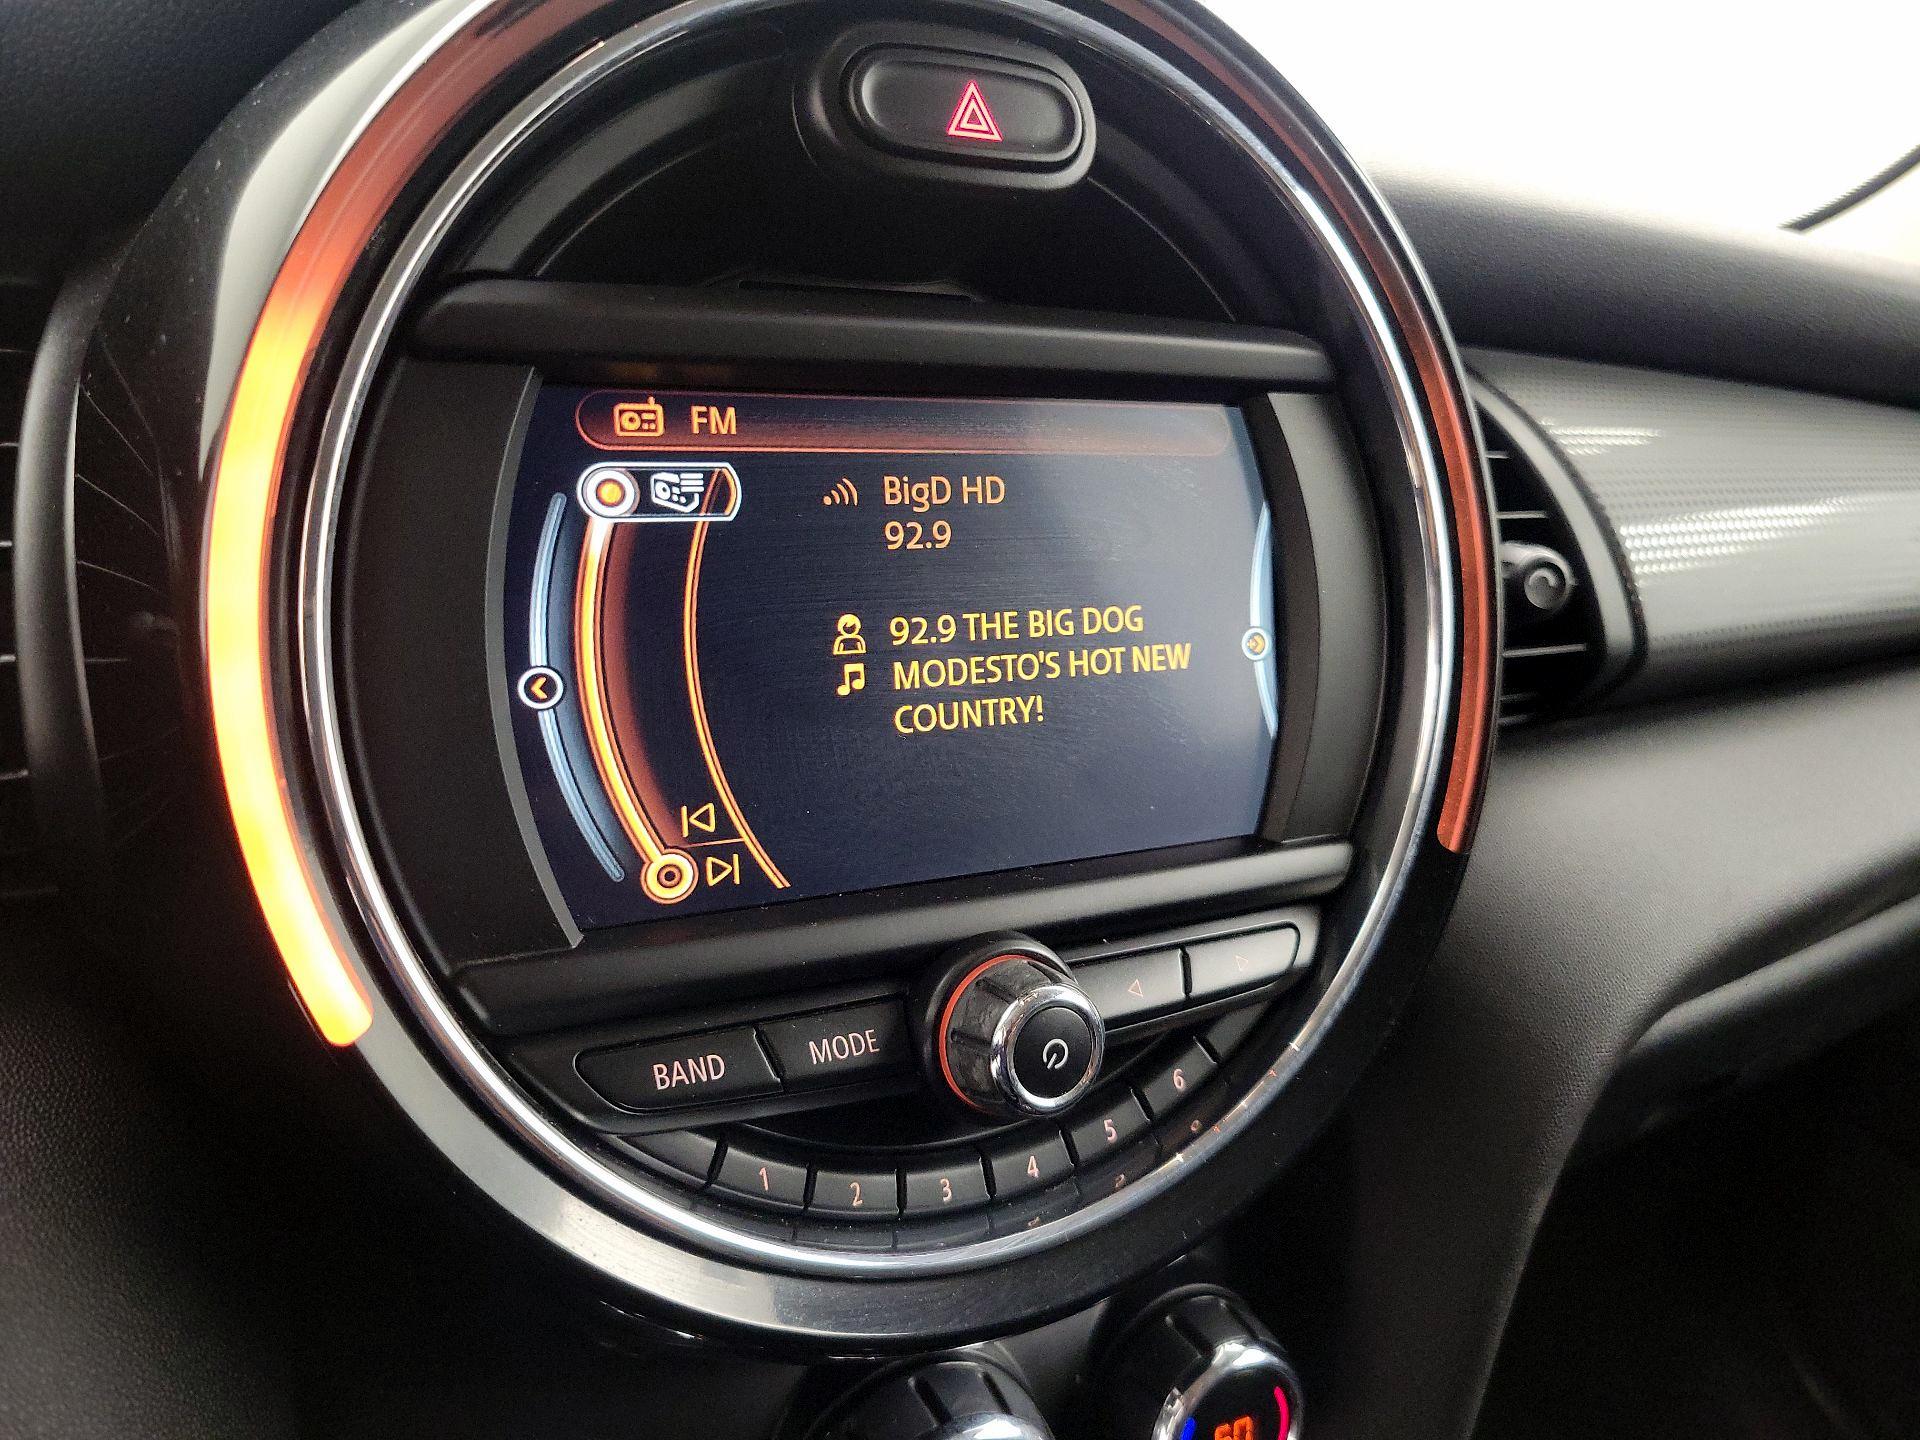 FM
BigD HD
92.9
92.9 THE BIG DOG
MODESTO'S HOT NEW
COUNTRY!
BAND
MODE
1
2
3
4
5
6
60